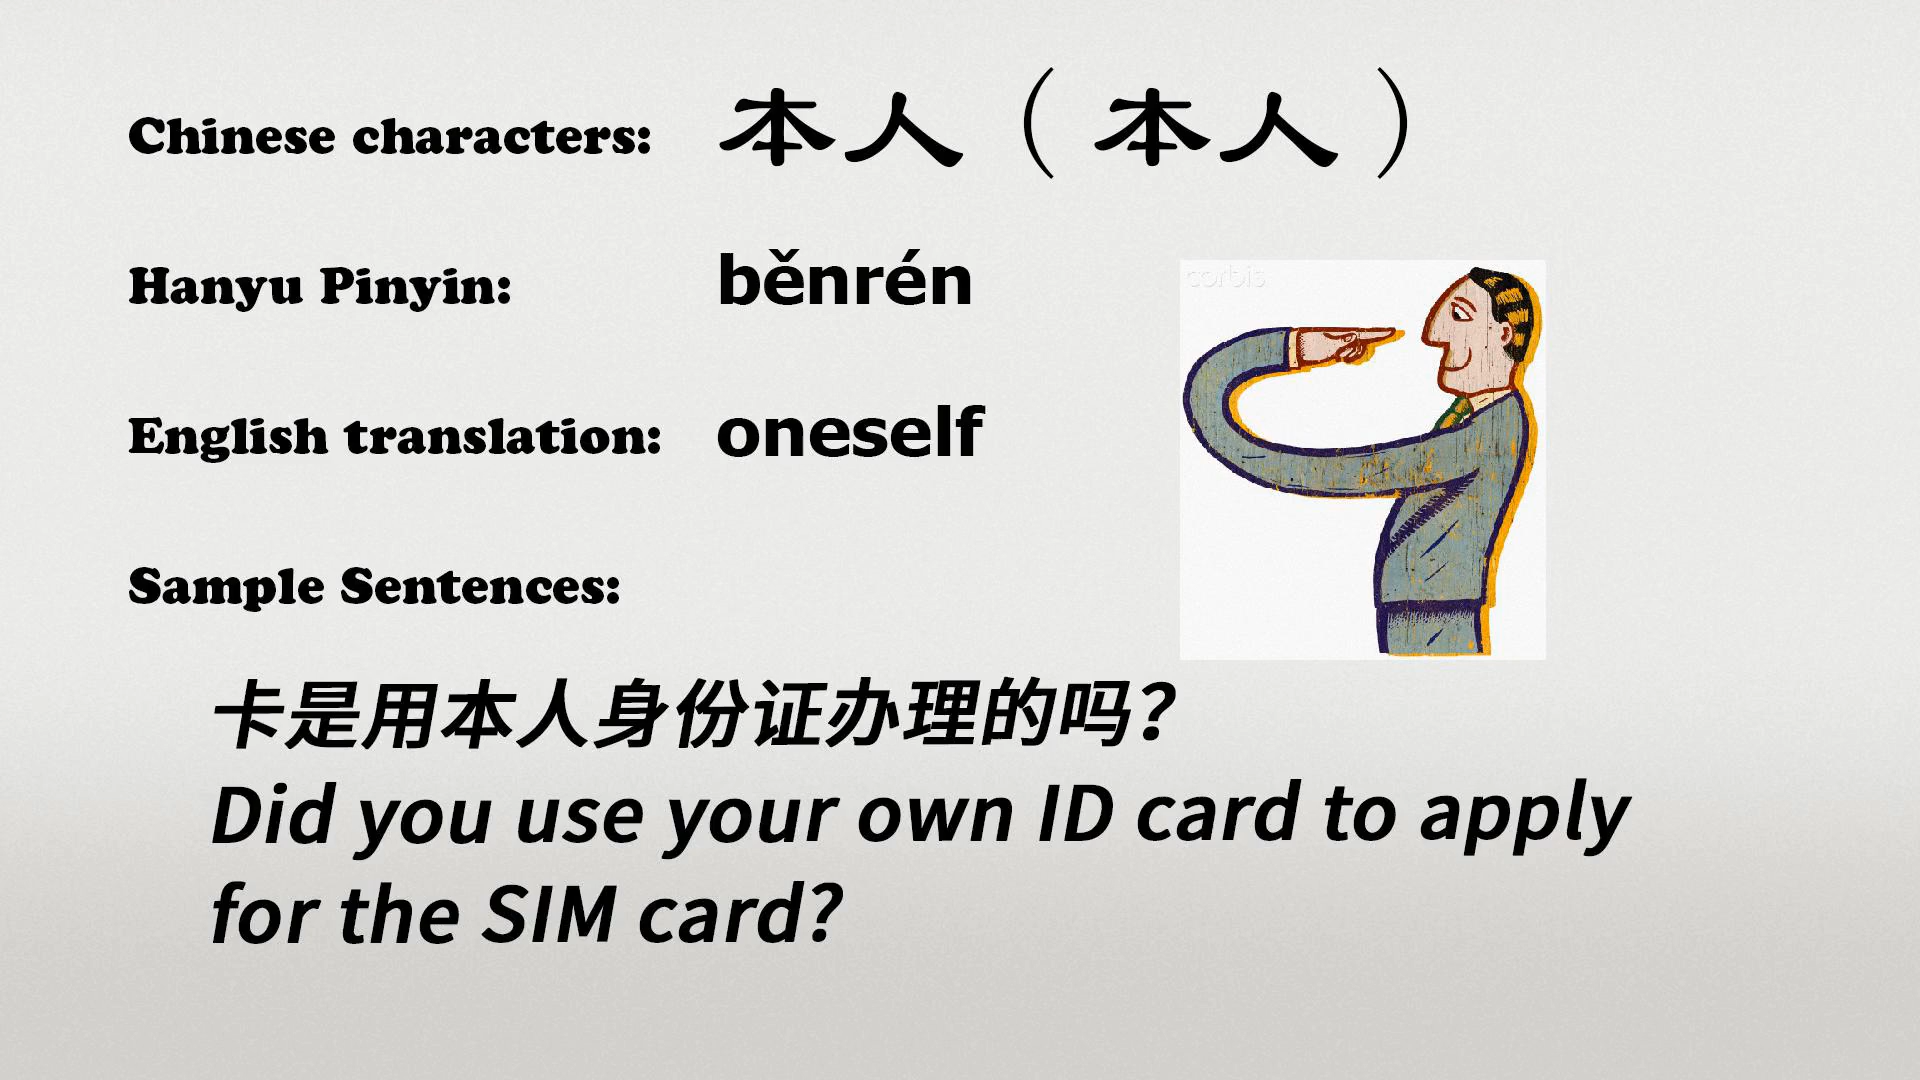 Chinese characters: 本人（本人）
Hanyu Pinyin: běnrén
corbis
English translation: oneself
Sample Sentences:
卡是用本人身份证办理的吗？
Did you use your own ID card to apply
for the SIM card?